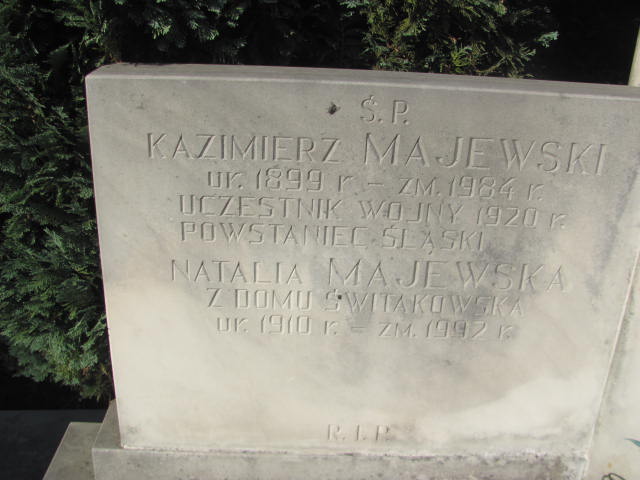 Ś. P.
KAZIMIERZ MAJEWSKI
ur. 1899 r. – zm. 1984 r.
UCZESTNIK WOJNY 1920 r.
POWSTANIEC ŚLĄSKI
NATALIA MAJEWSKA
Z DOMU ŚWITAKOWSKA
ur. 1910 r. – zm. 1992 r.
R. I. P.